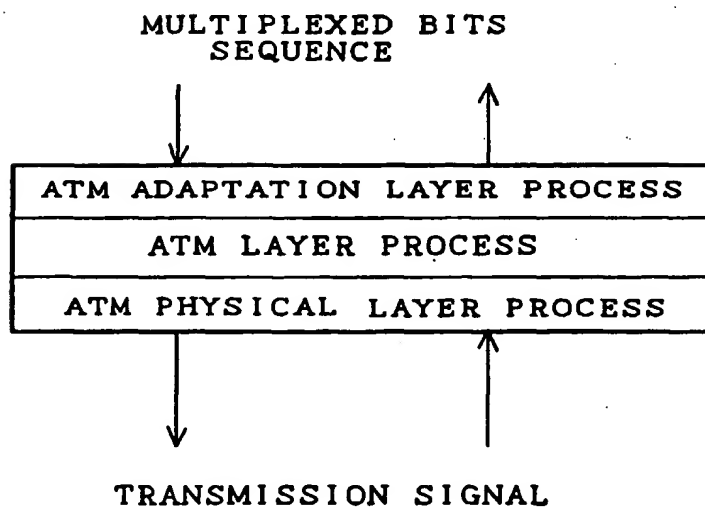 MULTIPLEXED BITS
SEQUENCE
ATM ADAPTATION LAYER PROCESS
ATM LAYER PROCESS
ATM PHYSICAL LAYER PROCESS
TRANSMISSION SIGNAL